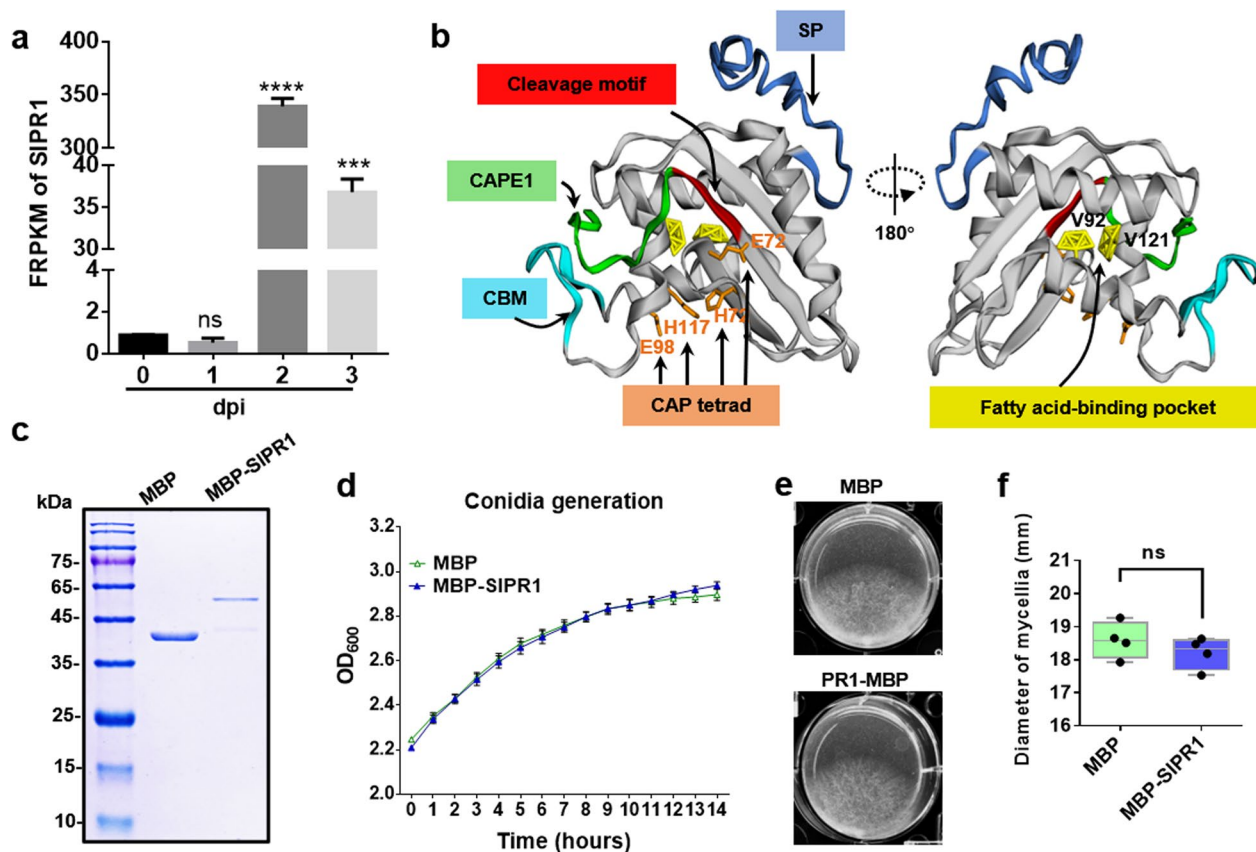 a
FRPKM of SIPR1
400
350
300
40
35
30
4
2
0
ns
****
***
0 1 2 3
dpi
b
SP
Cleavage motif
CAPE1
CBM
E72
H117
E98
CAP tetrad
180°
V92
V121
Fatty acid-binding pocket
c
kDa
MBP
MBP-SIPR1
75-
65-
45-
35-
25-
15-
10-
d
Conidia generation
MBP
MBP-SIPR1
OD600
3.2
3.0
2.8
2.6
2.4
2.2
2.0
0 1 2 3 4 5 6 7 8 9 10 11 12 13 14
Time (hours)
e
MBP
PR1-MBP
f
Diameter of mycellia (mm)
21
20
19
18
17
16
ns
MBP
MBP-SIPR1